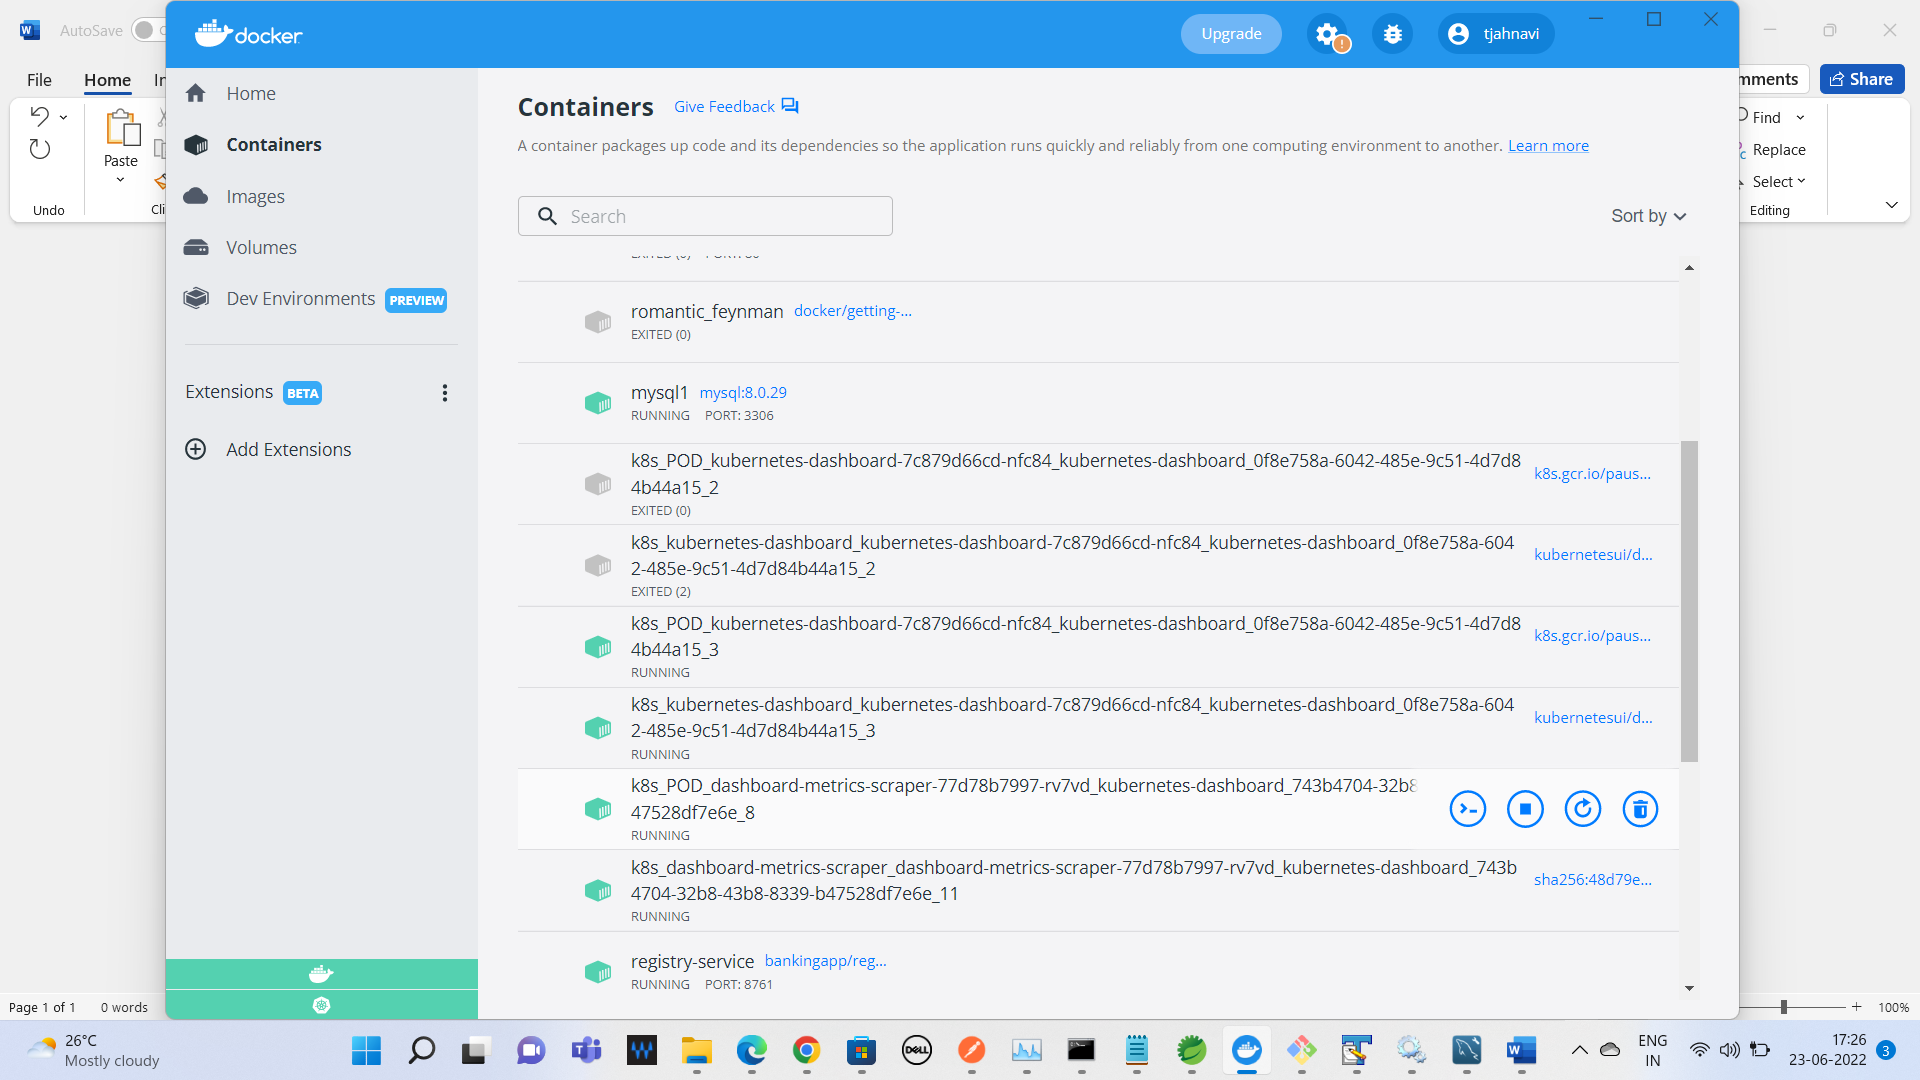 AutoSave
docker
Upgrade
tjahnavi
File
Home
mments
Share
Paste
Undo
Find
Replace
Select
Editing
Home
Containers
Images
Volumes
Dev Environments PREVIEW
Extensions BETA
Add Extensions
Containers Give Feedback
A container packages up code and its dependencies so the application runs quickly and reliably from one computing environment to another. Learn more
Search
Sort by
romantic_feynman docker/getting-...
EXITED (0)
mysql1 mysql:8.0.29
RUNNING PORT: 3306
k8s_POD_kubernetes-dashboard-7c879d66cd-nfc84_kubernetes-dashboard_0f8e758a-6042-485e-9c51-4d7d8
4b44a15_2
k8s.gcr.io/paus...
EXITED (0)
k8s_kubernetes-dashboard_kubernetes-dashboard-7c879d66cd-nfc84_kubernetes-dashboard_0f8e758a-604
2-485e-9c51-4d7d84b44a15_2
kubernetesui/d...
EXITED (2)
k8s_POD_kubernetes-dashboard-7c879d66cd-nfc84_kubernetes-dashboard_0f8e758a-6042-485e-9c51-4d7d8
4b44a15_3
k8s.gcr.io/paus...
RUNNING
k8s_kubernetes-dashboard_kubernetes-dashboard-7c879d66cd-nfc84_kubernetes-dashboard_0f8e758a-604
2-485e-9c51-4d7d84b44a15_3
kubernetesui/d...
RUNNING
k8s_POD_dashboard-metrics-scraper-77d78b7997-rv7vd_kubernetes-dashboard_743b4704-32b8
47528df7e6e_8
RUNNING
k8s_dashboard-metrics-scraper_dashboard-metrics-scraper-77d78b7997-rv7vd_kubernetes-dashboard_743b
4704-32b8-43b8-8339-b47528df7e6e_11
sha256:48d79e...
RUNNING
registry-service bankingapp/reg...
RUNNING PORT: 8761
Page 1 of 1 0 words
100%
26°C
Mostly cloudy
DELL
ENG
IN
17:26
23-06-2022
3